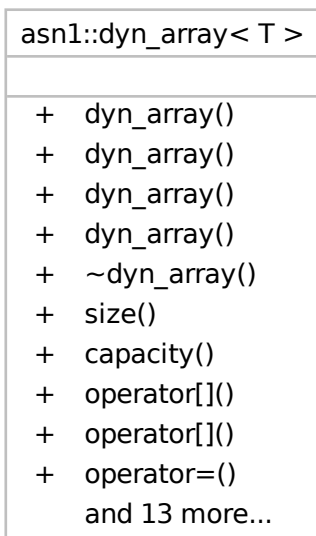 asn1::dyn_array< T >
+ dyn_array()
+ dyn_array()
+ dyn_array()
+ dyn_array()
+ ~dyn_array()
+ size()
+ capacity()
+ operator[]()
+ operator[]()
+ operator=()
and 13 more...